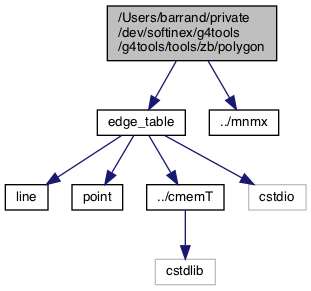 /Users/barrand/private
/dev/softinex/g4tools
/g4tools/tools/zb/polygon
edge_table
../mnmx
line
point
../cmemT
cstdio
cstdlib